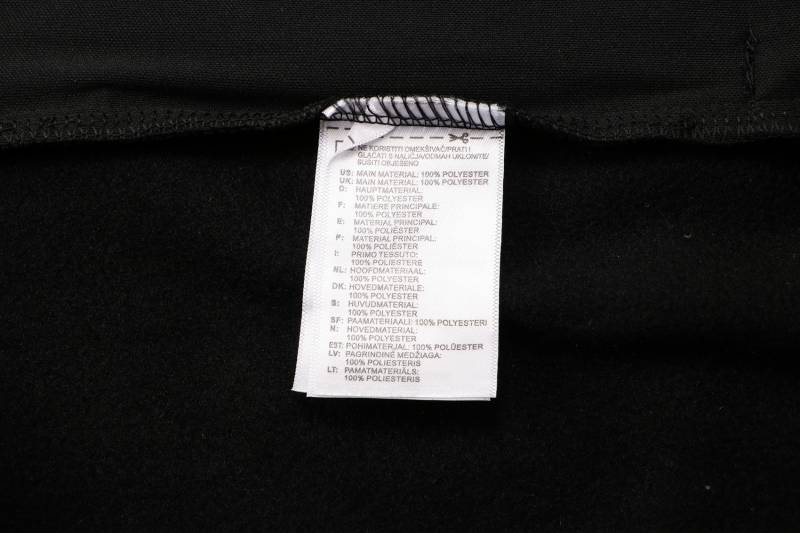 NE KORISTITI OMEKŠIVAČ/PRATI I
GLAČATI S NALIČJA/ODMAH UKLONITE/
SUŠITI OBJEŠENO
US: MAIN MATERIAL: 100% POLYESTER
UK: MAIN MATERIAL: 100% POLYESTER
D: HAUPTMATERIAL:
100% POLYESTER
F: MATIERE PRINCIPALE:
100% POLYESTER
E: MATERIAL PRINCIPAL:
100% POLIÉSTER
P: MATERIAL PRINCIPAL:
100% POLIÉSTER
I: PRIMO TESSUTO:
100% POLIESTERE
NL: HOOFDMATERIAAL:
100% POLYESTER
DK: HOVEDMATERIALE:
100% POLYESTER
S: HUVUDMATERIAL:
100% POLYESTER
SF: PÄÄMATERIAALI: 100% POLYESTERI
N: HOVEDMATERIAL:
100% POLYESTER
EST: POHIMATERJAL: 100% POLÜESTER
LV: PAGRINDINĖ MEDŽIAGA:
100% POLIESTERIS
LT: PAMATMATERIĀLS:
100% POLIESTERIS